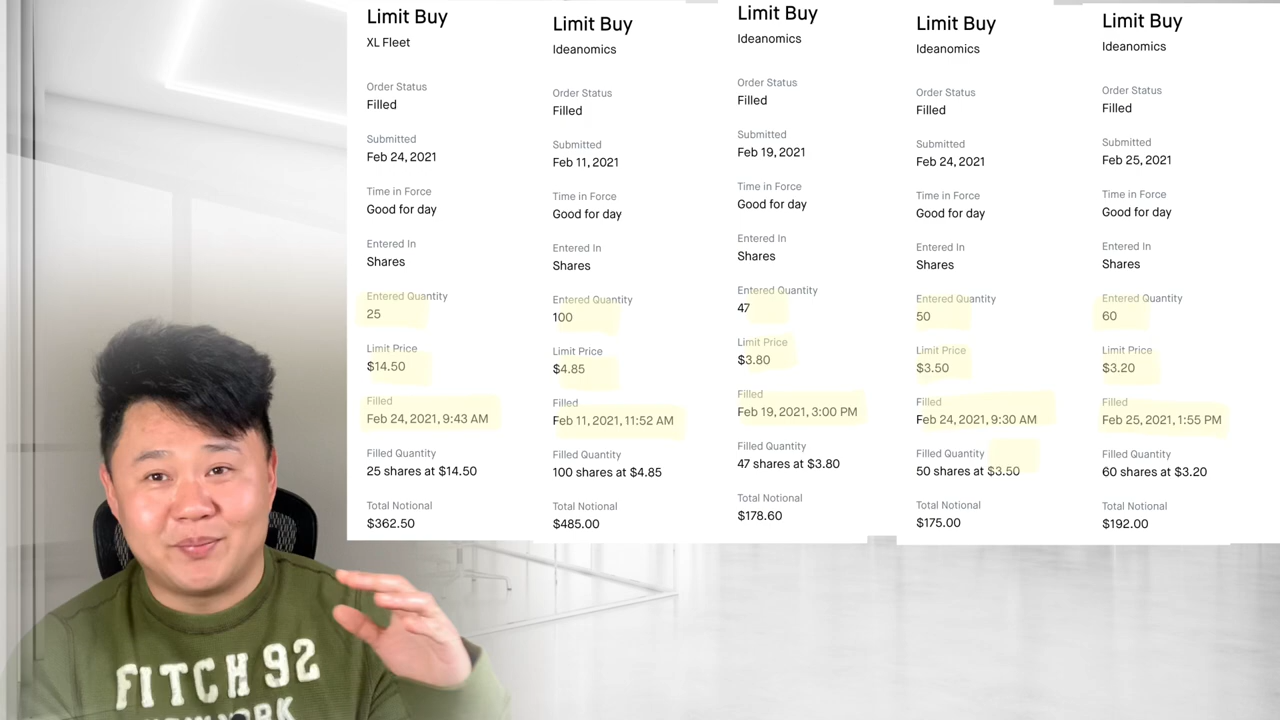 Limit Buy
XL Fleet
Order Status
Filled
Submitted
Feb 24, 2021
Time in Force
Good for day
Entered In
Shares
Entered Quantity
25
Limit Price
$14.50
Filled
Feb 24, 2021, 9:43 AM
Filled Quantity
25 shares at $14.50
Total Notional
$362.50
Limit Buy
Ideanomics
Order Status
Filled
Submitted
Feb 11, 2021
Time in Force
Good for day
Entered In
Shares
Entered Quantity
100
Limit Price
$4.85
Filled
Feb 11, 2021, 11:52 AM
Filled Quantity
100 shares at $4.85
Total Notional
$485.00
Limit Buy
Ideanomics
Order Status
Filled
Submitted
Feb 19, 2021
Time in Force
Good for day
Entered In
Shares
Entered Quantity
47
Limit Price
$3.80
Filled
Feb 19, 2021, 3:00 PM
Filled Quantity
47 shares at $3.80
Total Notional
$178.60
Limit Buy
Ideanomics
Order Status
Filled
Submitted
Feb 24, 2021
Time in Force
Good for day
Entered In
Shares
Entered Quantity
50
Limit Price
$3.50
Filled
Feb 24, 2021, 9:30 AM
Filled Quantity
50 shares at $3.50
Total Notional
$175.00
Limit Buy
Ideanomics
Order Status
Filled
Submitted
Feb 25, 2021
Time in Force
Good for day
Entered In
Shares
Entered Quantity
60
Limit Price
$3.20
Filled
Feb 25, 2021, 1:55 PM
Filled Quantity
60 shares at $3.20
Total Notional
$192.00
FITCH 92